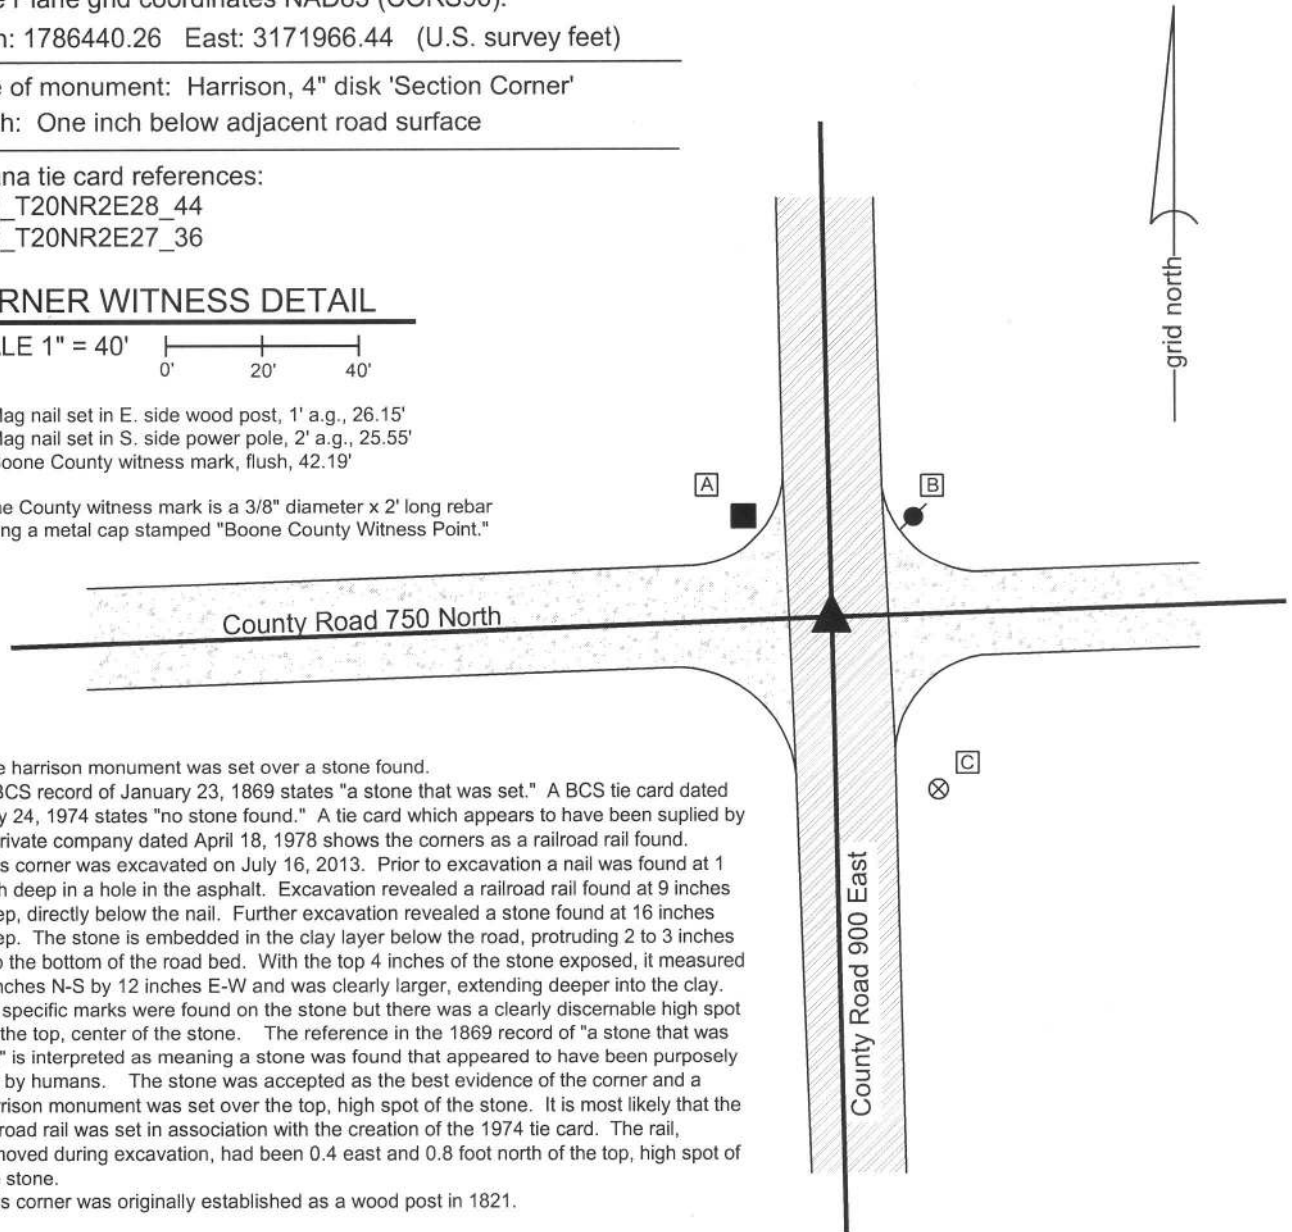 Plane grid coordinates NAD83 (CORS96):
: 1786440.26 East: 3171966.44 (U.S. survey feet)
of monument: Harrison, 4" disk 'Section Corner'
h: One inch below adjacent road surface
ana tie card references:
_T20NR2E28_44
_T20NR2E27_36
RNER WITNESS DETAIL
LE 1" = 40'
0' 20' 40'
Mag nail set in E. side wood post, 1' a.g., 26.15'
Mag nail set in S. side power pole, 2' a.g., 25.55'
Boone County witness mark, flush, 42.19'
ne County witness mark is a 3/8" diameter x 2' long rebar
ng a metal cap stamped "Boone County Witness Point."
A
B
grid north
County Road 750 North
C
County Road 900 East
e harrison monument was set over a stone found.
BCS record of January 23, 1869 states "a stone that was set." A BCS tie card dated
y 24, 1974 states "no stone found." A tie card which appears to have been suplied by
rivate company dated April 18, 1978 shows the corners as a railroad rail found.
s corner was excavated on July 16, 2013. Prior to excavation a nail was found at 1
h deep in a hole in the asphalt. Excavation revealed a railroad rail found at 9 inches
ep, directly below the nail. Further excavation revealed a stone found at 16 inches
ep. The stone is embedded in the clay layer below the road, protruding 2 to 3 inches
o the bottom of the road bed. With the top 4 inches of the stone exposed, it measured
nches N-S by 12 inches E-W and was clearly larger, extending deeper into the clay.
specific marks were found on the stone but there was a clearly discernable high spot
the top, center of the stone. The reference in the 1869 record of "a stone that was
" is interpreted as meaning a stone was found that appeared to have been purposely
by humans. The stone was accepted as the best evidence of the corner and a
rrison monument was set over the top, high spot of the stone. It is most likely that the
road rail was set in association with the creation of the 1974 tie card. The rail,
moved during excavation, had been 0.4 east and 0.8 foot north of the top, high spot of
stone.
s corner was originally established as a wood post in 1821.